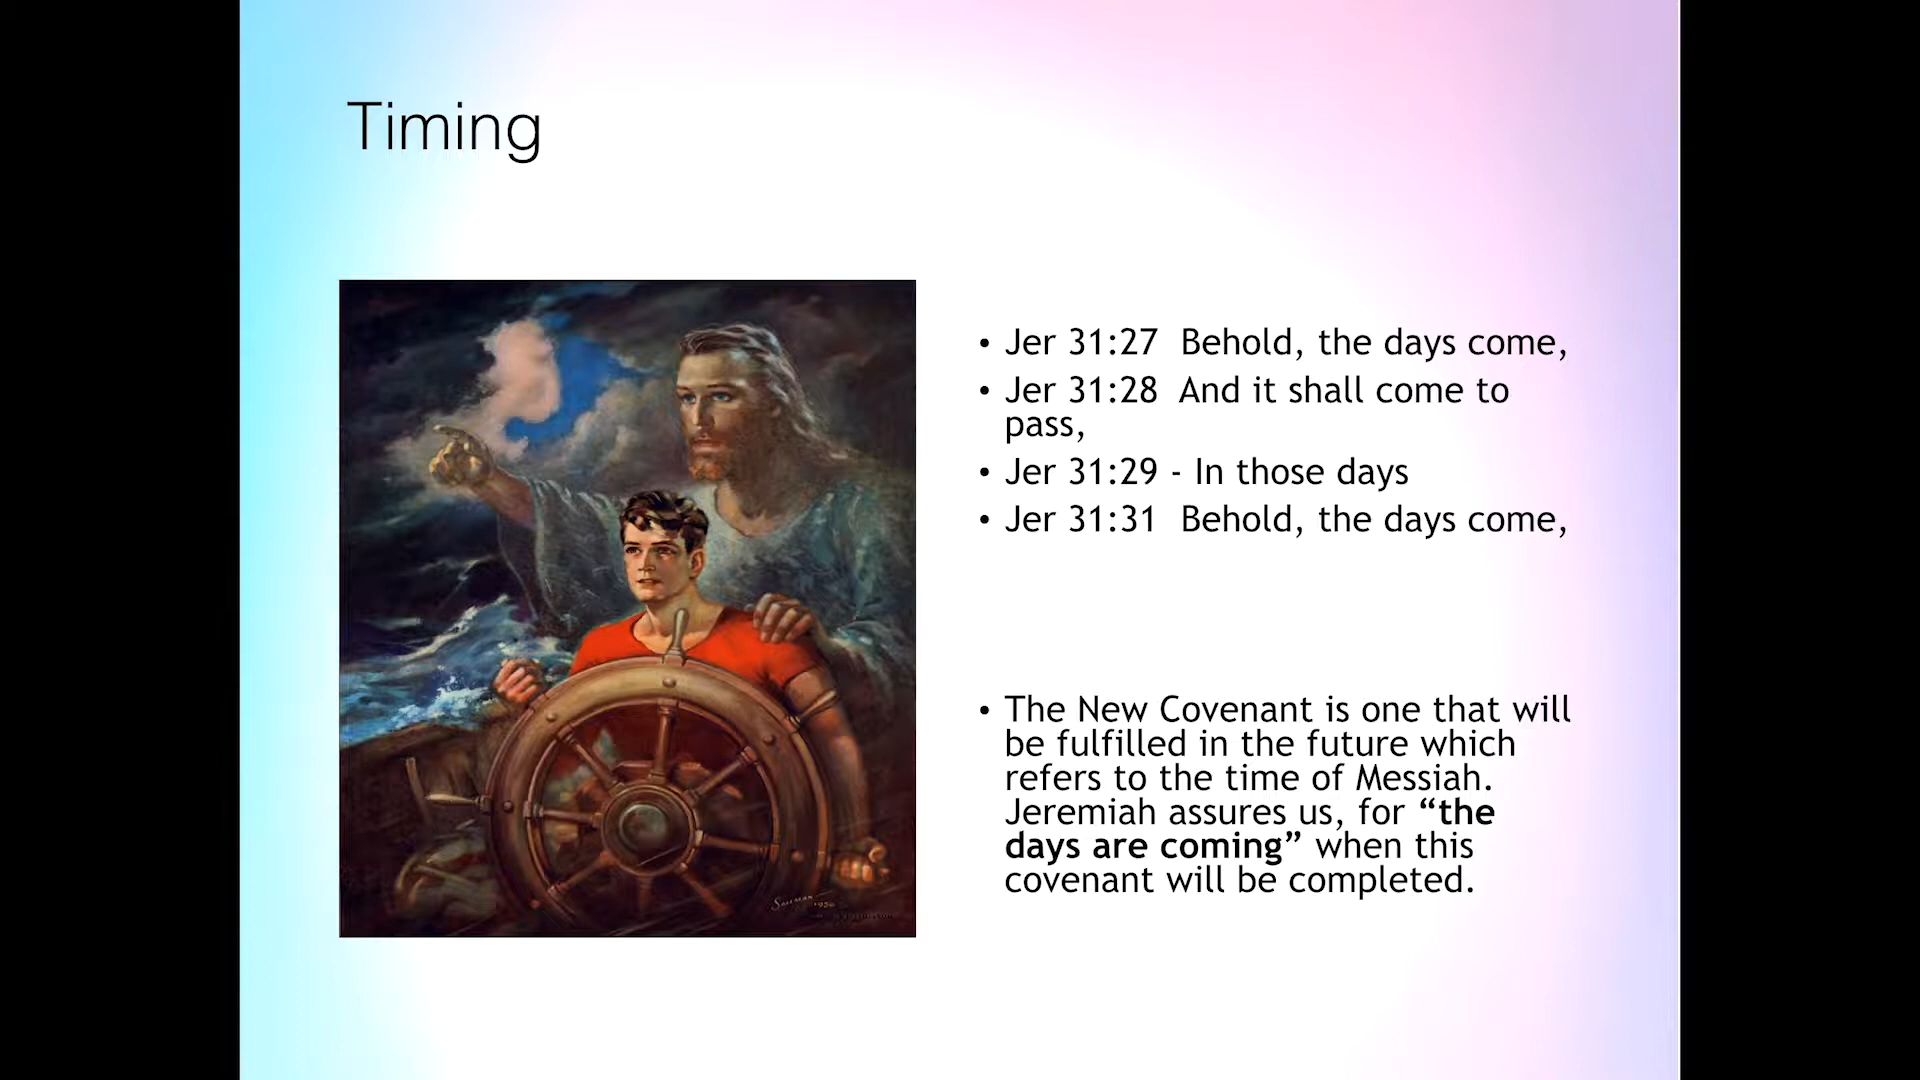 Timing
• Jer 31:27  Behold, the days come,
• Jer 31:28  And it shall come to
pass,
• Jer 31:29 - In those days
• Jer 31:31  Behold, the days come,
• The New Covenant is one that will
be fulfilled in the future which
refers to the time of Messiah.
Jeremiah assures us, for “the
days are coming” when this
covenant will be completed.